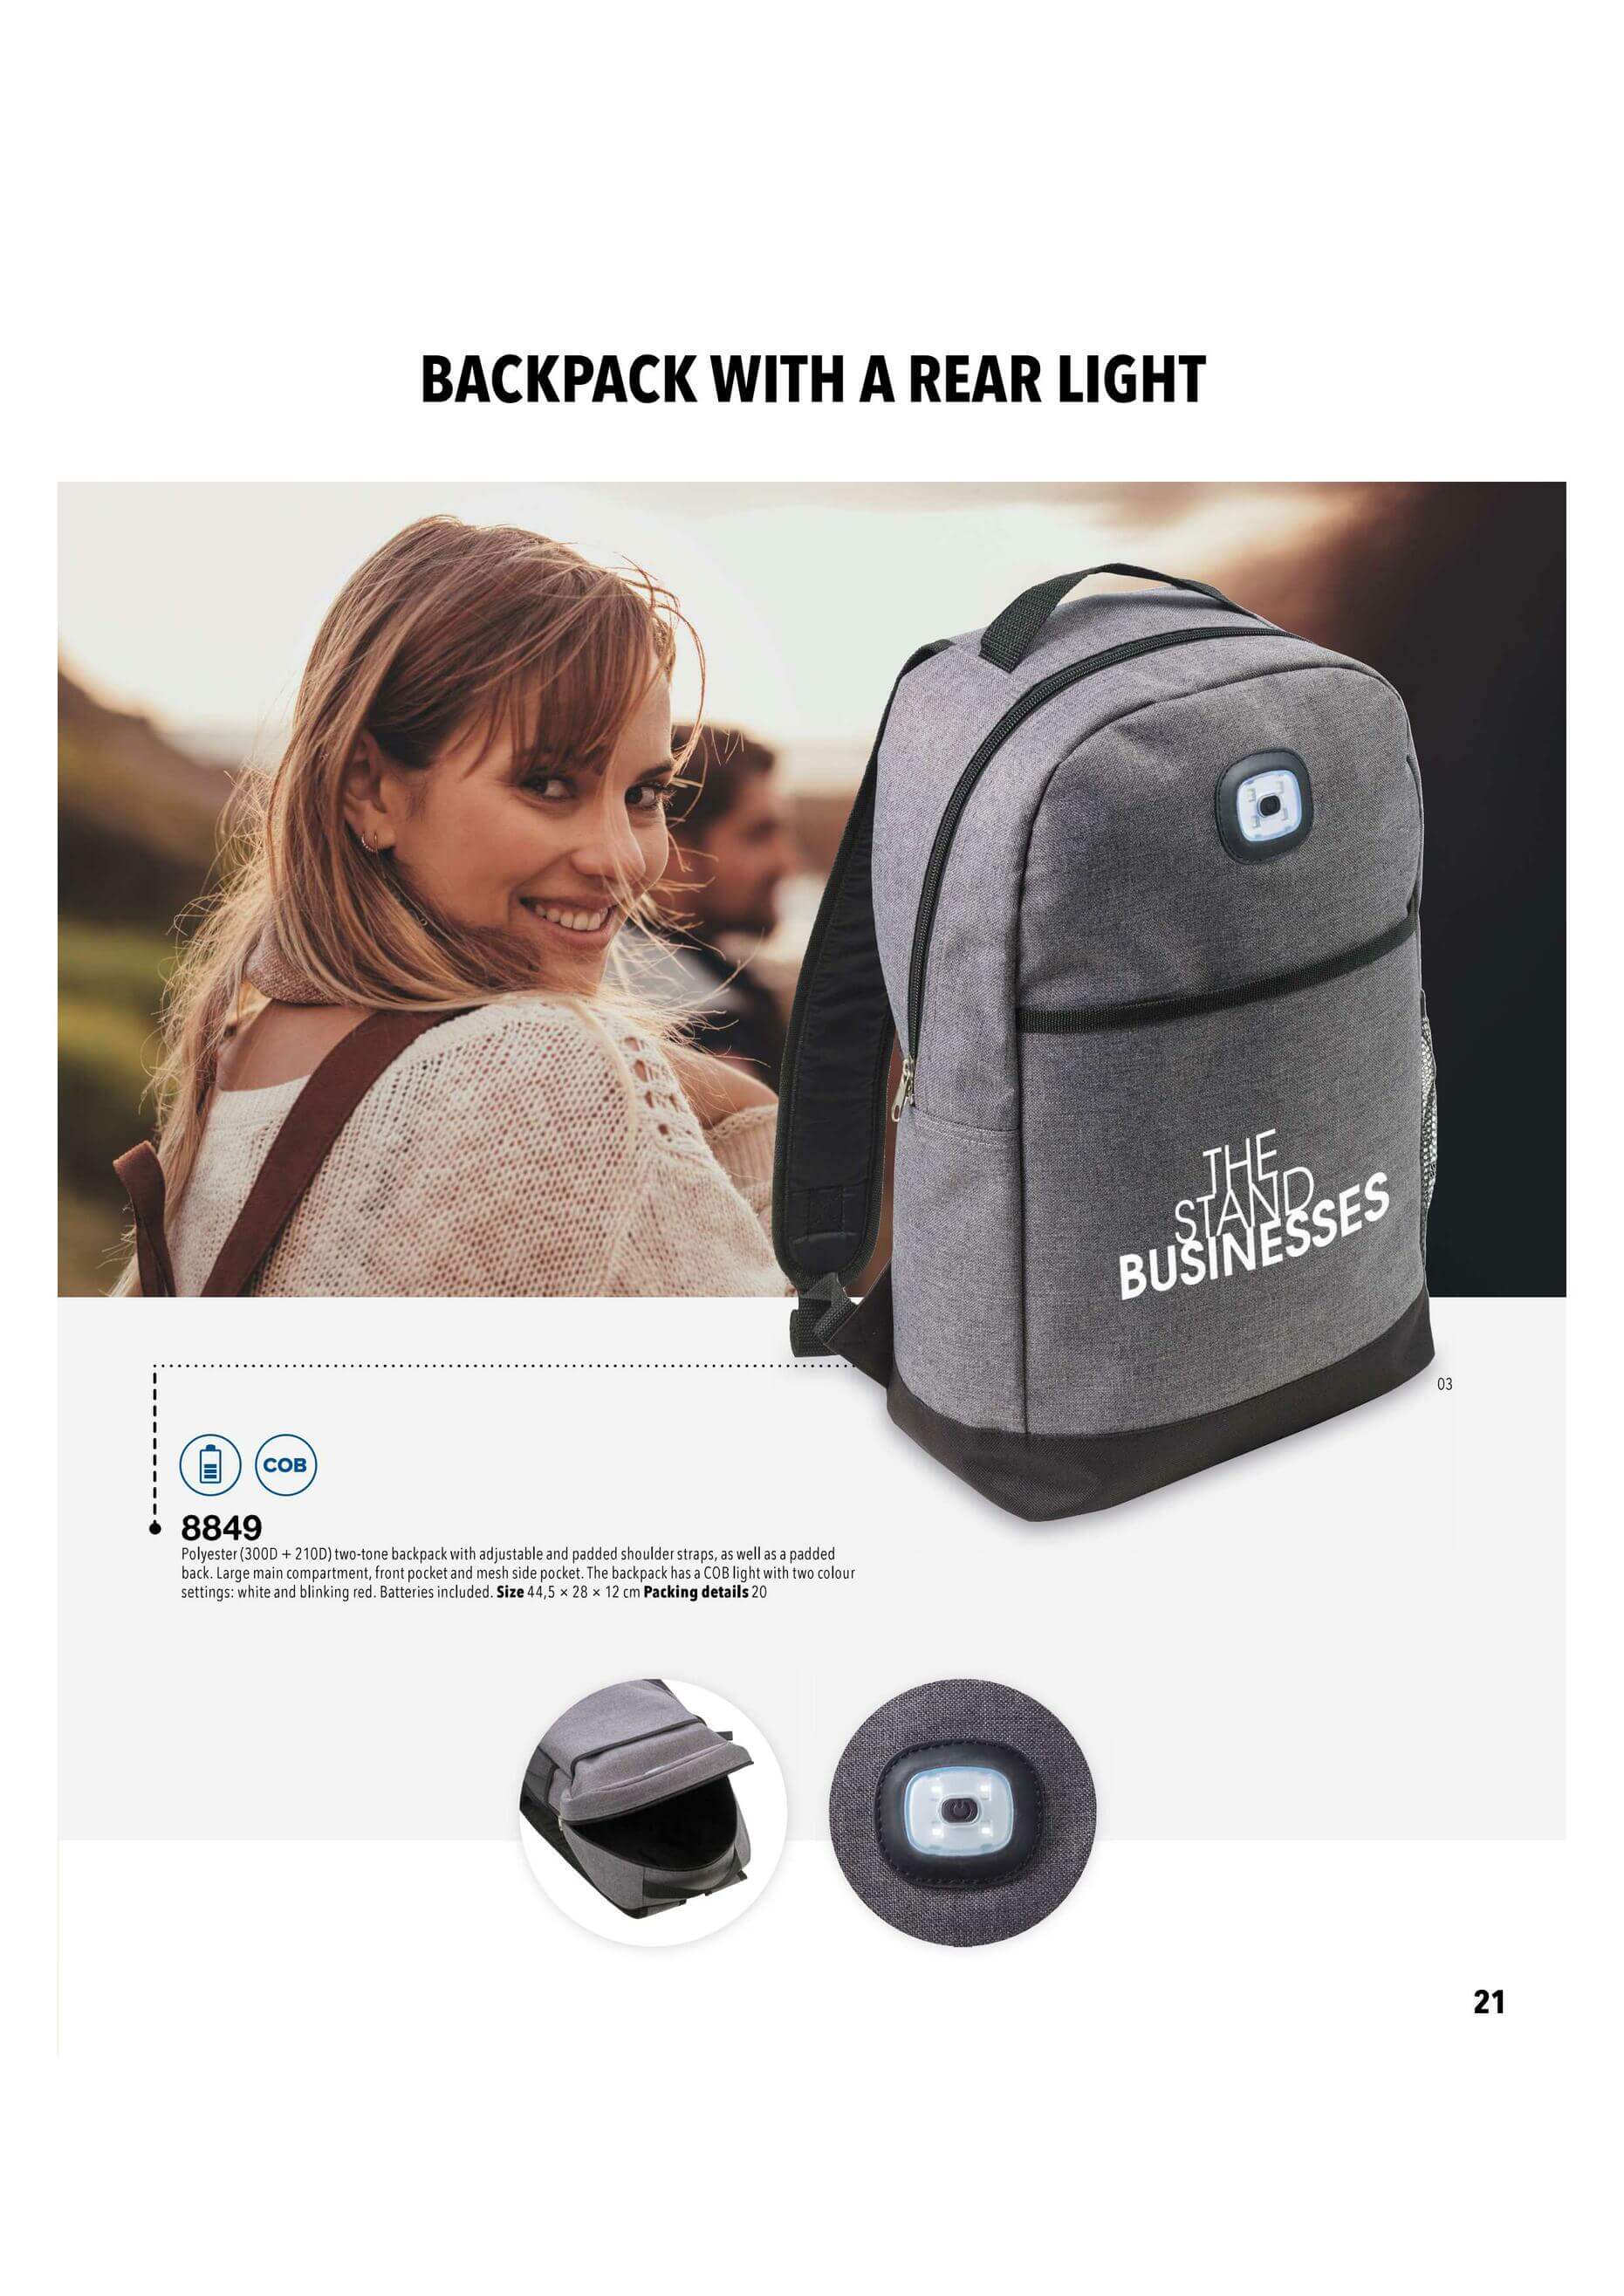 BACKPACK WITH A REAR LIGHT
THE
STAND
BUSINESSES
03
COB
8849
Polyester (300D + 210D) two-tone backpack with adjustable and padded shoulder straps, as well as a padded
back. Large main compartment, front pocket and mesh side pocket. The backpack has a COB light with two colour
settings: white and blinking red. Batteries included. Size 44,5 × 28 × 12 cm Packing details 20
21